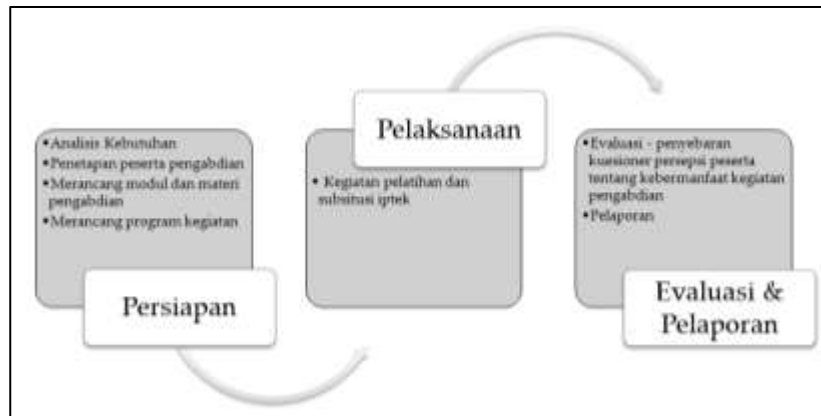 •Analisis Kebutuhan
•Penetapan peserta pengabdian
•Merancang modul dan materi
pengabdian
•Merancang program kegiatan
Persiapan
Pelaksanaan
• Kegiatan pelatihan dan
subsitusi iptek
•Evaluasi - penyebaran
kuesioner persepsi peserta
tentang kebermanfaat kegiatan
pengabdian
•Pelaporan
Evaluasi &
Pelaporan